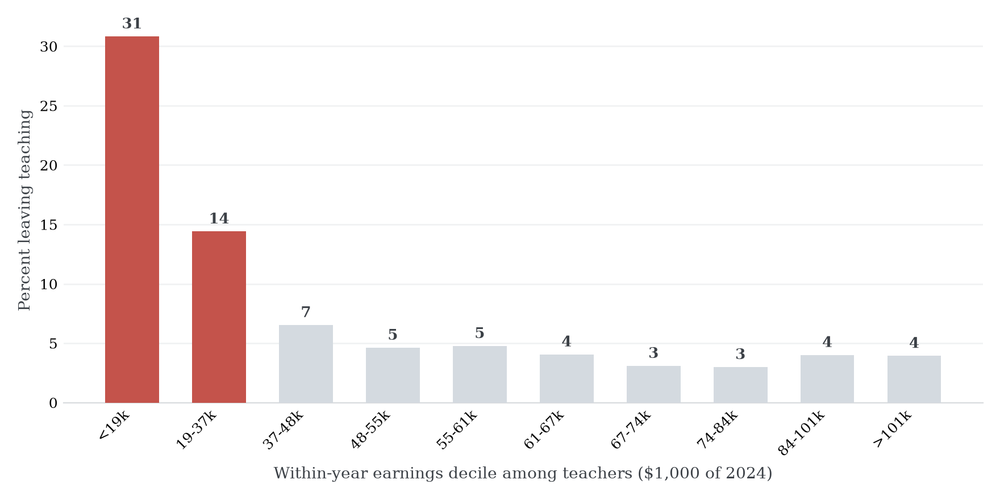 31
14
7
5
5
4
3
3
4
4
30
25
20
15
10
5
0
Percent leaving teaching
<19k
19-37k
37-48k
48-55k
55-61k
61-67k
67-74k
74-84k
84-101k
>101k
Within-year earnings decile among teachers ($1,000 of 2024)